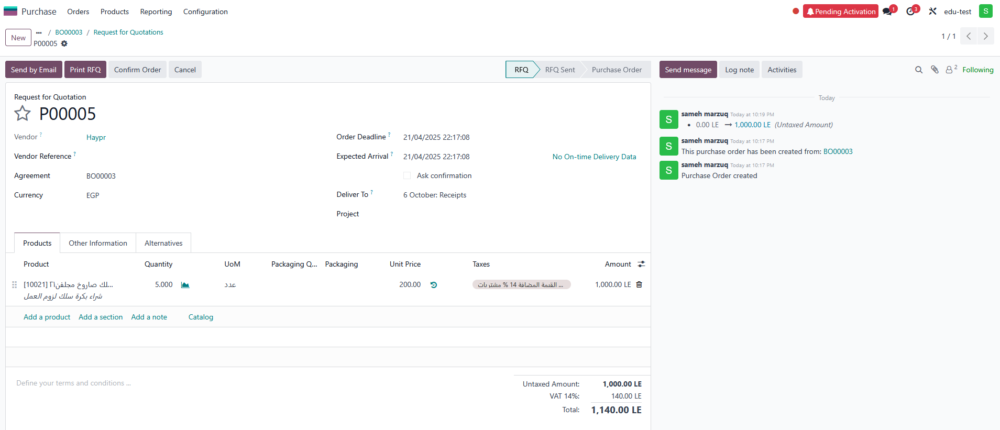 Purchase Orders Products Reporting Configuration Pending Activation 1 3 edu-test S
New ... / BO00003 / Request for Quotations
P00005
1 / 1
Send by Email Print RFQ Confirm Order Cancel RFQ RFQ Sent Purchase Order Send message Log note Activities 2 Following
Request for Quotation
P00005
Vendor ? Haypr
Vendor Reference ?
Agreement BO00003
Currency EGP
Order Deadline ? 21/04/2025 22:17:08
Expected Arrival ? 21/04/2025 22:17:08 No On-time Delivery Data
Ask confirmation
Deliver To ? 6 October: Receipts
Project
Products Other Information Alternatives
Product Quantity UoM Packaging Q... Packaging Unit Price Taxes Amount
[10021] سلك صاروخ مجلفن٢١... 5.000 عدد 200.00 القيمة المضافة 14 % مشتريات ... 1,000.00 LE
شراء بكرة سلك لزوم العمل
Add a product Add a section Add a note Catalog
Define your terms and conditions ...
Untaxed Amount: 1,000.00 LE
VAT 14%: 140.00 LE
Total: 1,140.00 LE
Today
S sameh marzuq Today at 10:19 PM
• 0.00 LE → 1,000.00 LE (Untaxed Amount)
S sameh marzuq Today at 10:17 PM
This purchase order has been created from: BO00003
S sameh marzuq Today at 10:17 PM
Purchase Order created